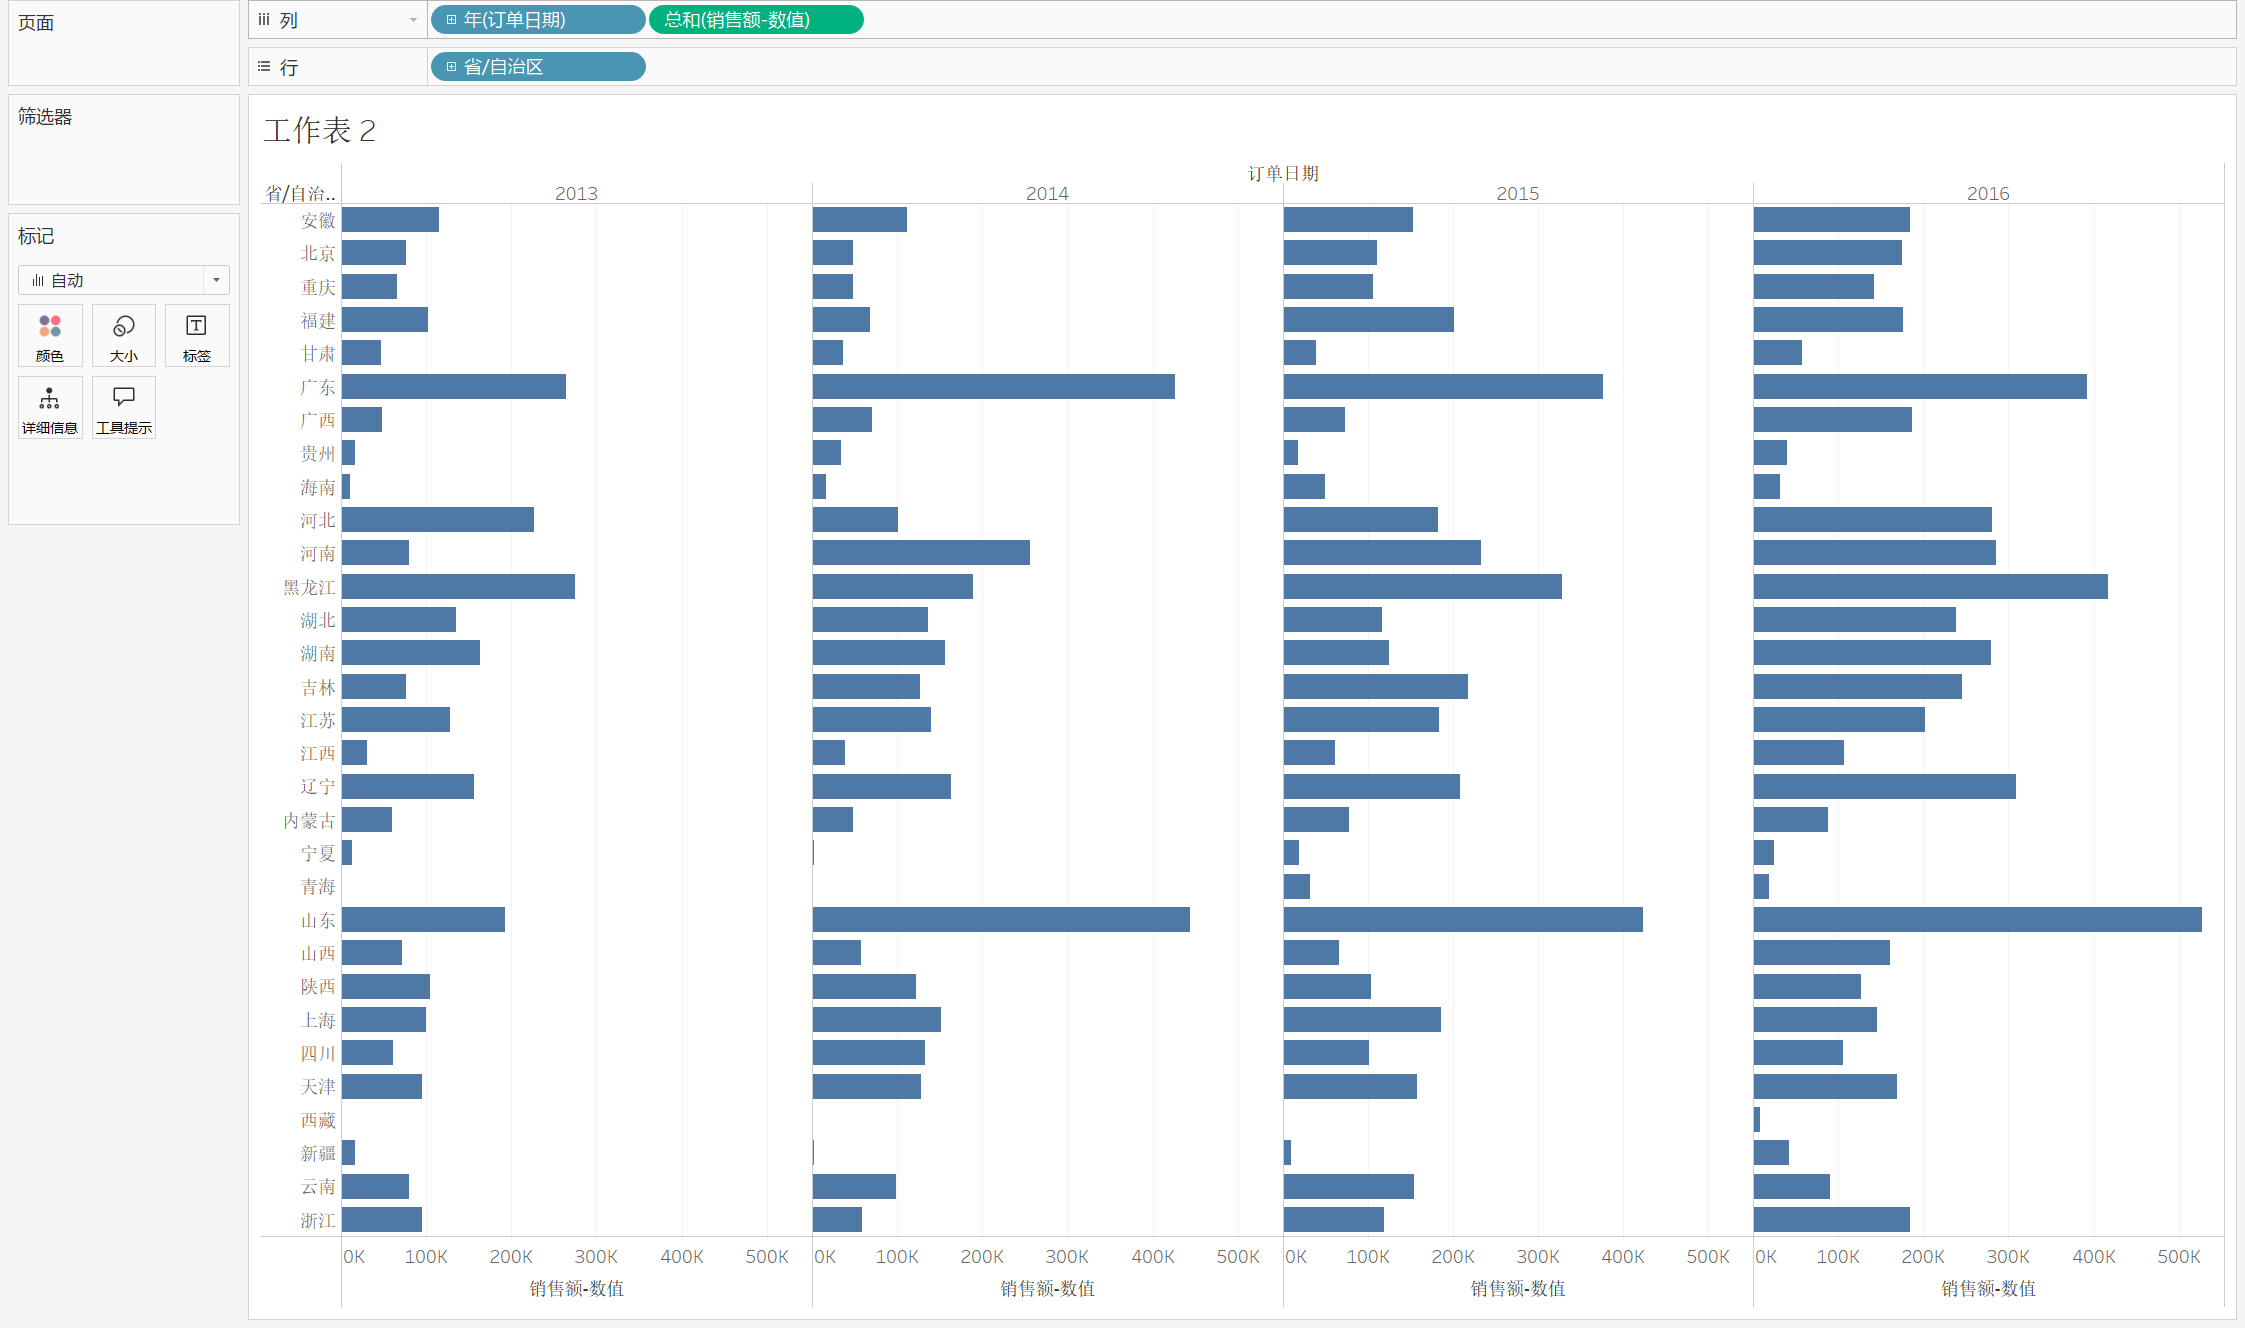 页面
列
年(订单日期)
总和(销售额-数值)
行
省/自治区
筛选器
标记
自动
颜色
大小
标签
详细信息
工具提示
工作表 2
订单日期
省/自治..
2013
2014
2015
2016
安徽
北京
重庆
福建
甘肃
广东
广西
贵州
海南
河北
河南
黑龙江
湖北
湖南
吉林
江苏
江西
辽宁
内蒙古
宁夏
青海
山东
山西
陕西
上海
四川
天津
西藏
新疆
云南
浙江
0K 100K 200K 300K 400K 500K
0K 100K 200K 300K 400K 500K
0K 100K 200K 300K 400K 500K
0K 100K 200K 300K 400K 500K
销售额-数值
销售额-数值
销售额-数值
销售额-数值